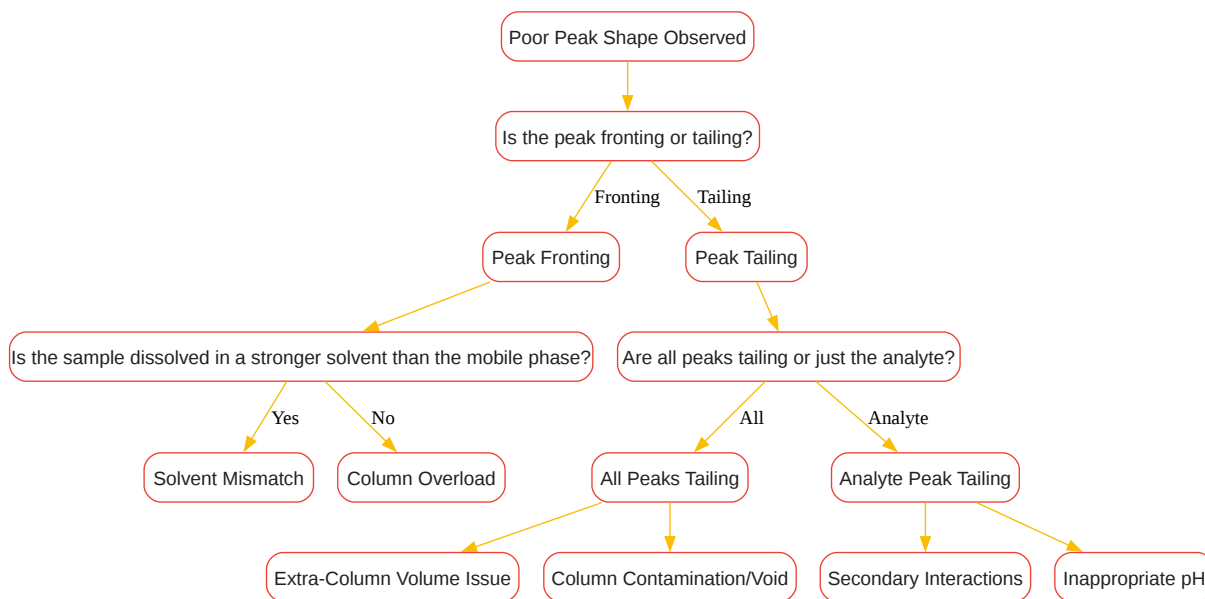 Poor Peak Shape Observed
Is the peak fronting or tailing?
Fronting
Tailing
Peak Fronting
Peak Tailing
Is the sample dissolved in a stronger solvent than the mobile phase?
Are all peaks tailing or just the analyte?
Yes
No
All
Analyte
Solvent Mismatch
Column Overload
All Peaks Tailing
Analyte Peak Tailing
Extra-Column Volume Issue
Column Contamination/Void
Secondary Interactions
Inappropriate pH